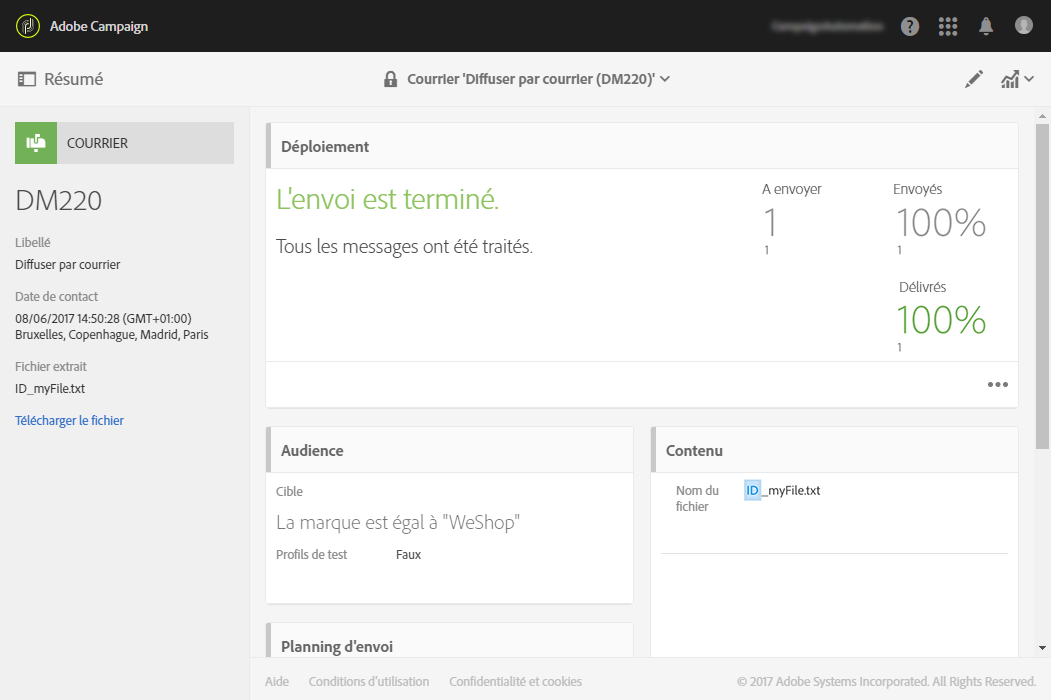 Adobe Campaign
Résumé
Courrier 'Diffuser par courrier (DM220)'
COURRIER
DM220
Libellé
Diffuser par courrier
Date de contact
08/06/2017 14:50:28 (GMT+01:00)
Bruxelles, Copenhague, Madrid, Paris
Fichier extrait
ID_myFile.txt
Télécharger le fichier
Déploiement
L'envoi est terminé.
Tous les messages ont été traités.
A envoyer
1
1
Envoyés
100%
1
Délivrés
100%
1
Audience
Cible
La marque est égal à "WeShop"
Profils de test Faux
Contenu
Nom du
fichier
ID_myFile.txt
Planning d'envoi
Aide Conditions d'utilisation Confidentialité et cookies © 2017 Adobe Systems Incorporated. All Rights Reserved.